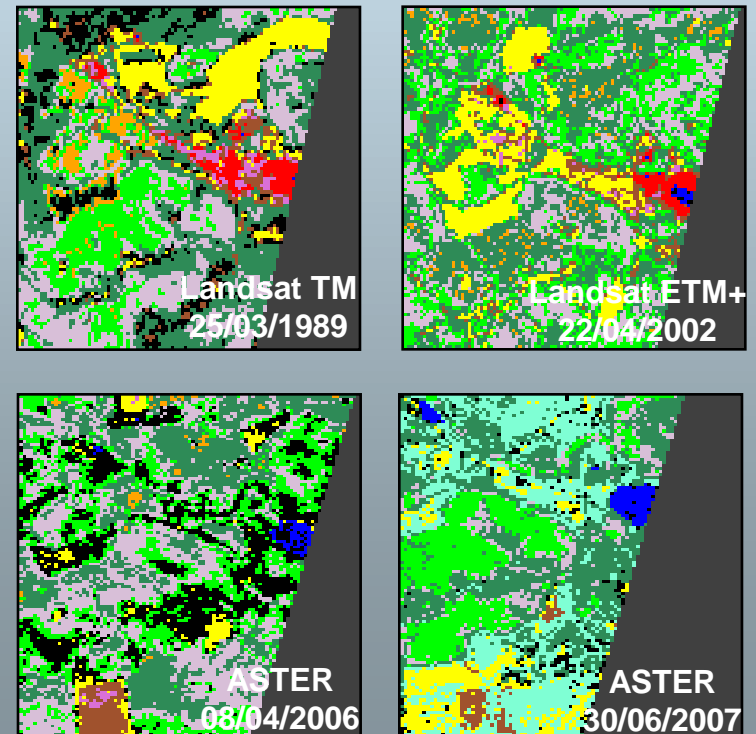 Landsat TM
25/03/1989
Landsat ETM+
22/04/2002
ASTER
08/04/2006
ASTER
30/06/2007